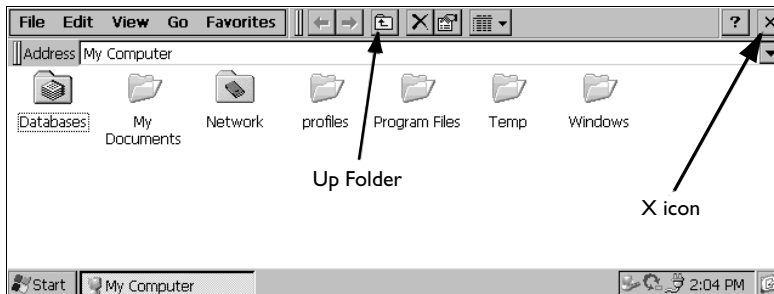 File Edit View Go Favorites ?
Address My Computer
Databases My Documents Network profiles Program Files Temp Windows
Up Folder
X icon
Start My Computer 2:04 PM